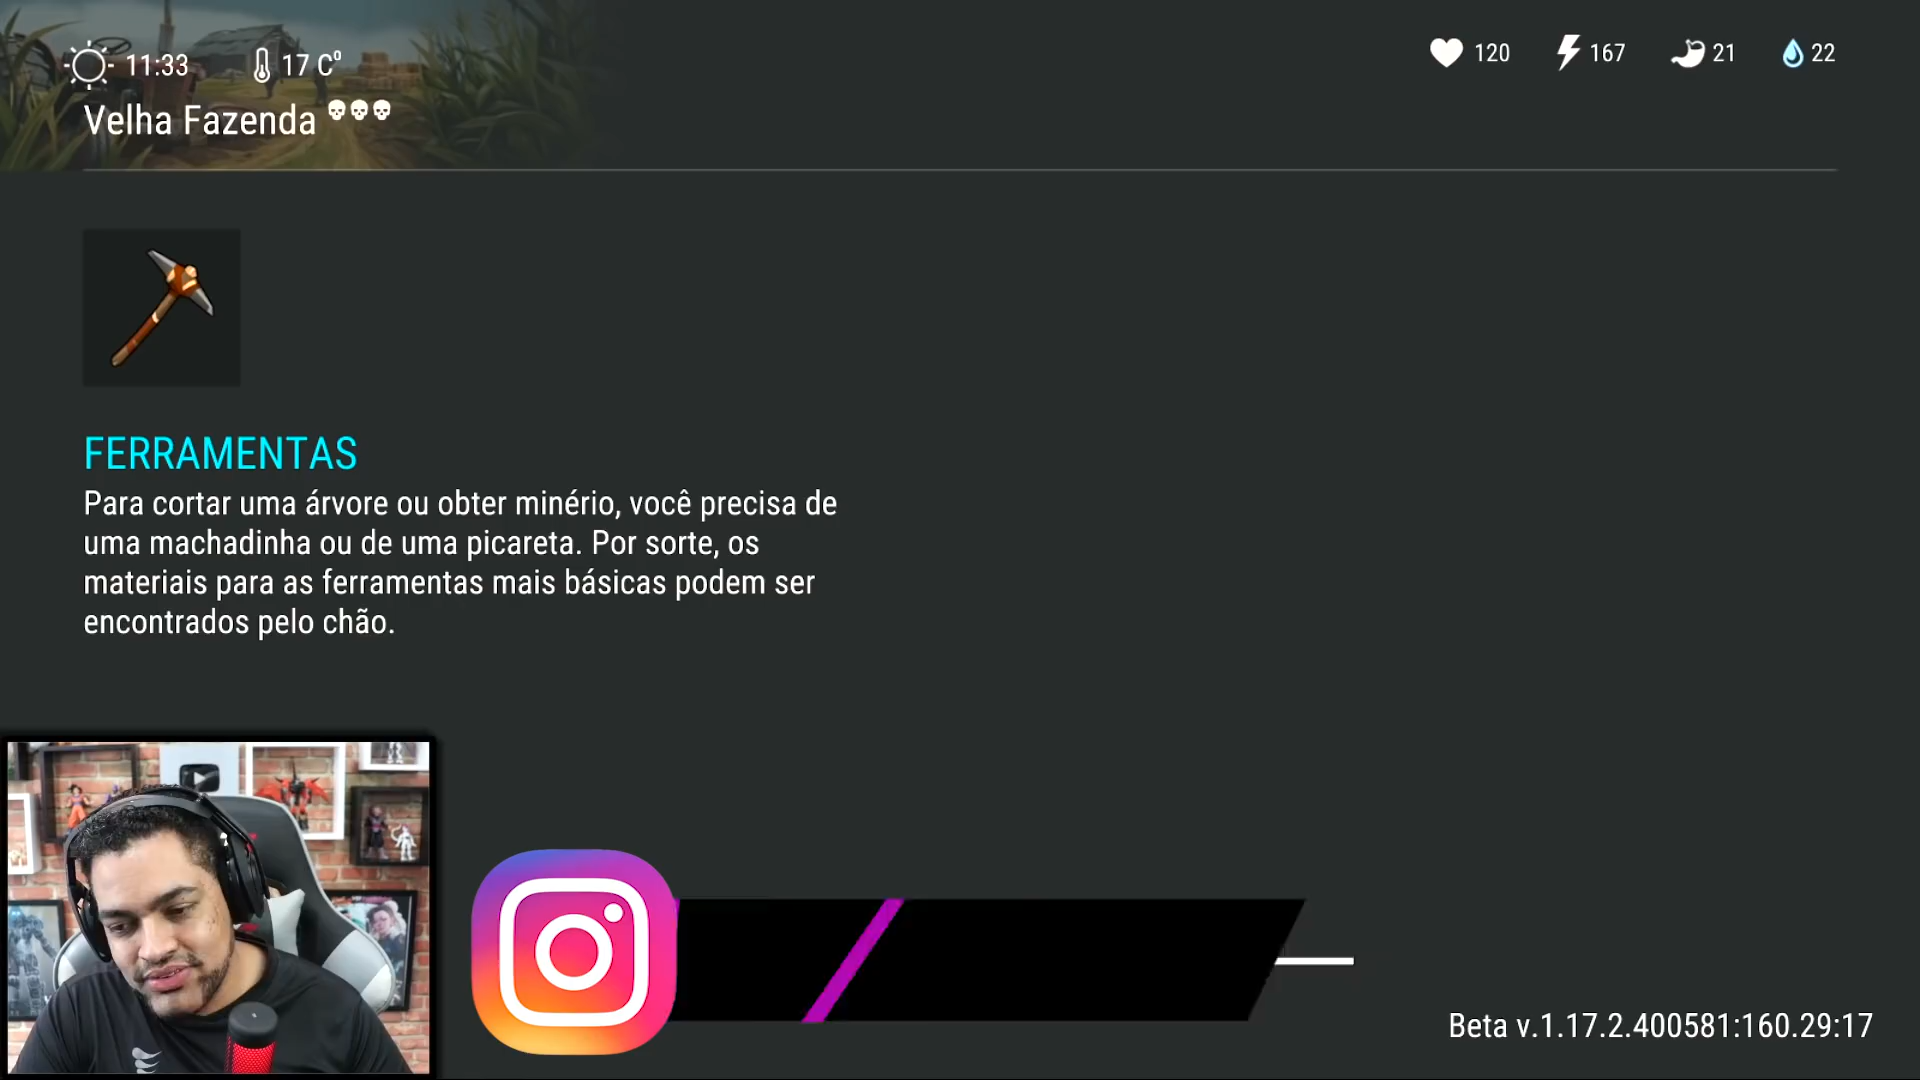 11:33
17 Cº
120
167
21
22
Velha Fazenda
FERRAMENTAS
Para cortar uma árvore ou obter minério, você precisa de
uma machadinha ou de uma picareta. Por sorte, os
materiais para as ferramentas mais básicas podem ser
encontrados pelo chão.
Beta v.1.17.2.400581:160.29:17